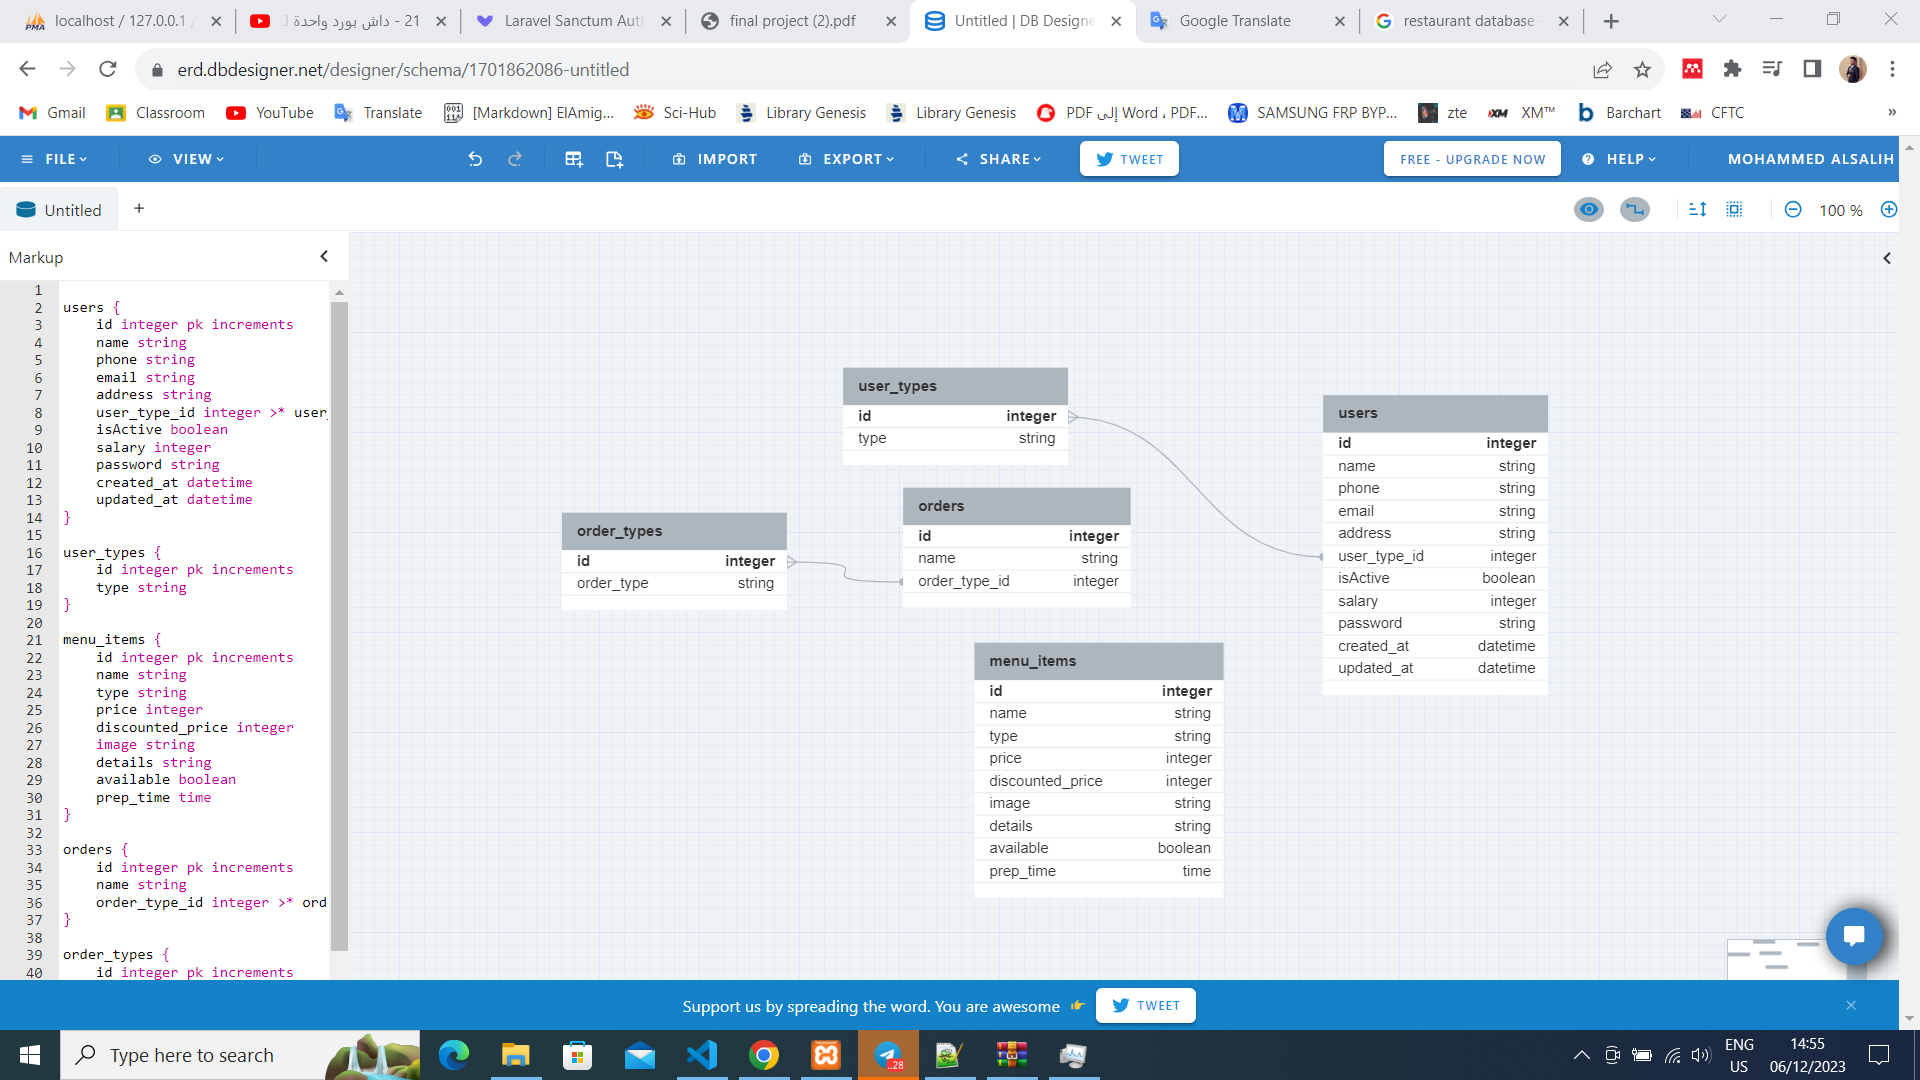 localhost / 127.0.0.1 /
21 - داش بورد واحدة ل
Laravel Sanctum Aut
final project (2).pdf
Untitled | DB Designe
Google Translate
restaurant database -
erd.dbdesigner.net/designer/schema/1701862086-untitled
Gmail
Classroom
YouTube
Translate
[Markdown] ElAmig...
Sci-Hub
Library Genesis
Library Genesis
PDF إلى Word ، PDF...
SAMSUNG FRP BYP...
zte
XM™
Barchart
CFTC
»
FILE
VIEW
IMPORT
EXPORT
SHARE
TWEET
FREE - UPGRADE NOW
HELP
MOHAMMED ALSALIH
Untitled
+
100 %
Markup
1
2 users {
3 id integer pk increments
4 name string
5 phone string
6 email string
7 address string
8 user_type_id integer >* user_
9 isActive boolean
10 salary integer
11 password string
12 created_at datetime
13 updated_at datetime
14 }
15
16 user_types {
17 id integer pk increments
18 type string
19 }
20
21 menu_items {
22 id integer pk increments
23 name string
24 type string
25 price integer
26 discounted_price integer
27 image string
28 details string
29 available boolean
30 prep_time time
31 }
32
33 orders {
34 id integer pk increments
35 name string
36 order_type_id integer >* ord
37 }
38
39 order_types {
40 id integer pk increments
user_types
id integer
type string
users
id integer
name string
phone string
email string
address string
user_type_id integer
isActive boolean
salary integer
password string
created_at datetime
updated_at datetime
order_types
id integer
order_type string
orders
id integer
name string
order_type_id integer
menu_items
id integer
name string
type string
price integer
discounted_price integer
image string
details string
available boolean
prep_time time
Support us by spreading the word. You are awesome 👉
TWEET
Type here to search
..28
ENG
US
14:55
06/12/2023